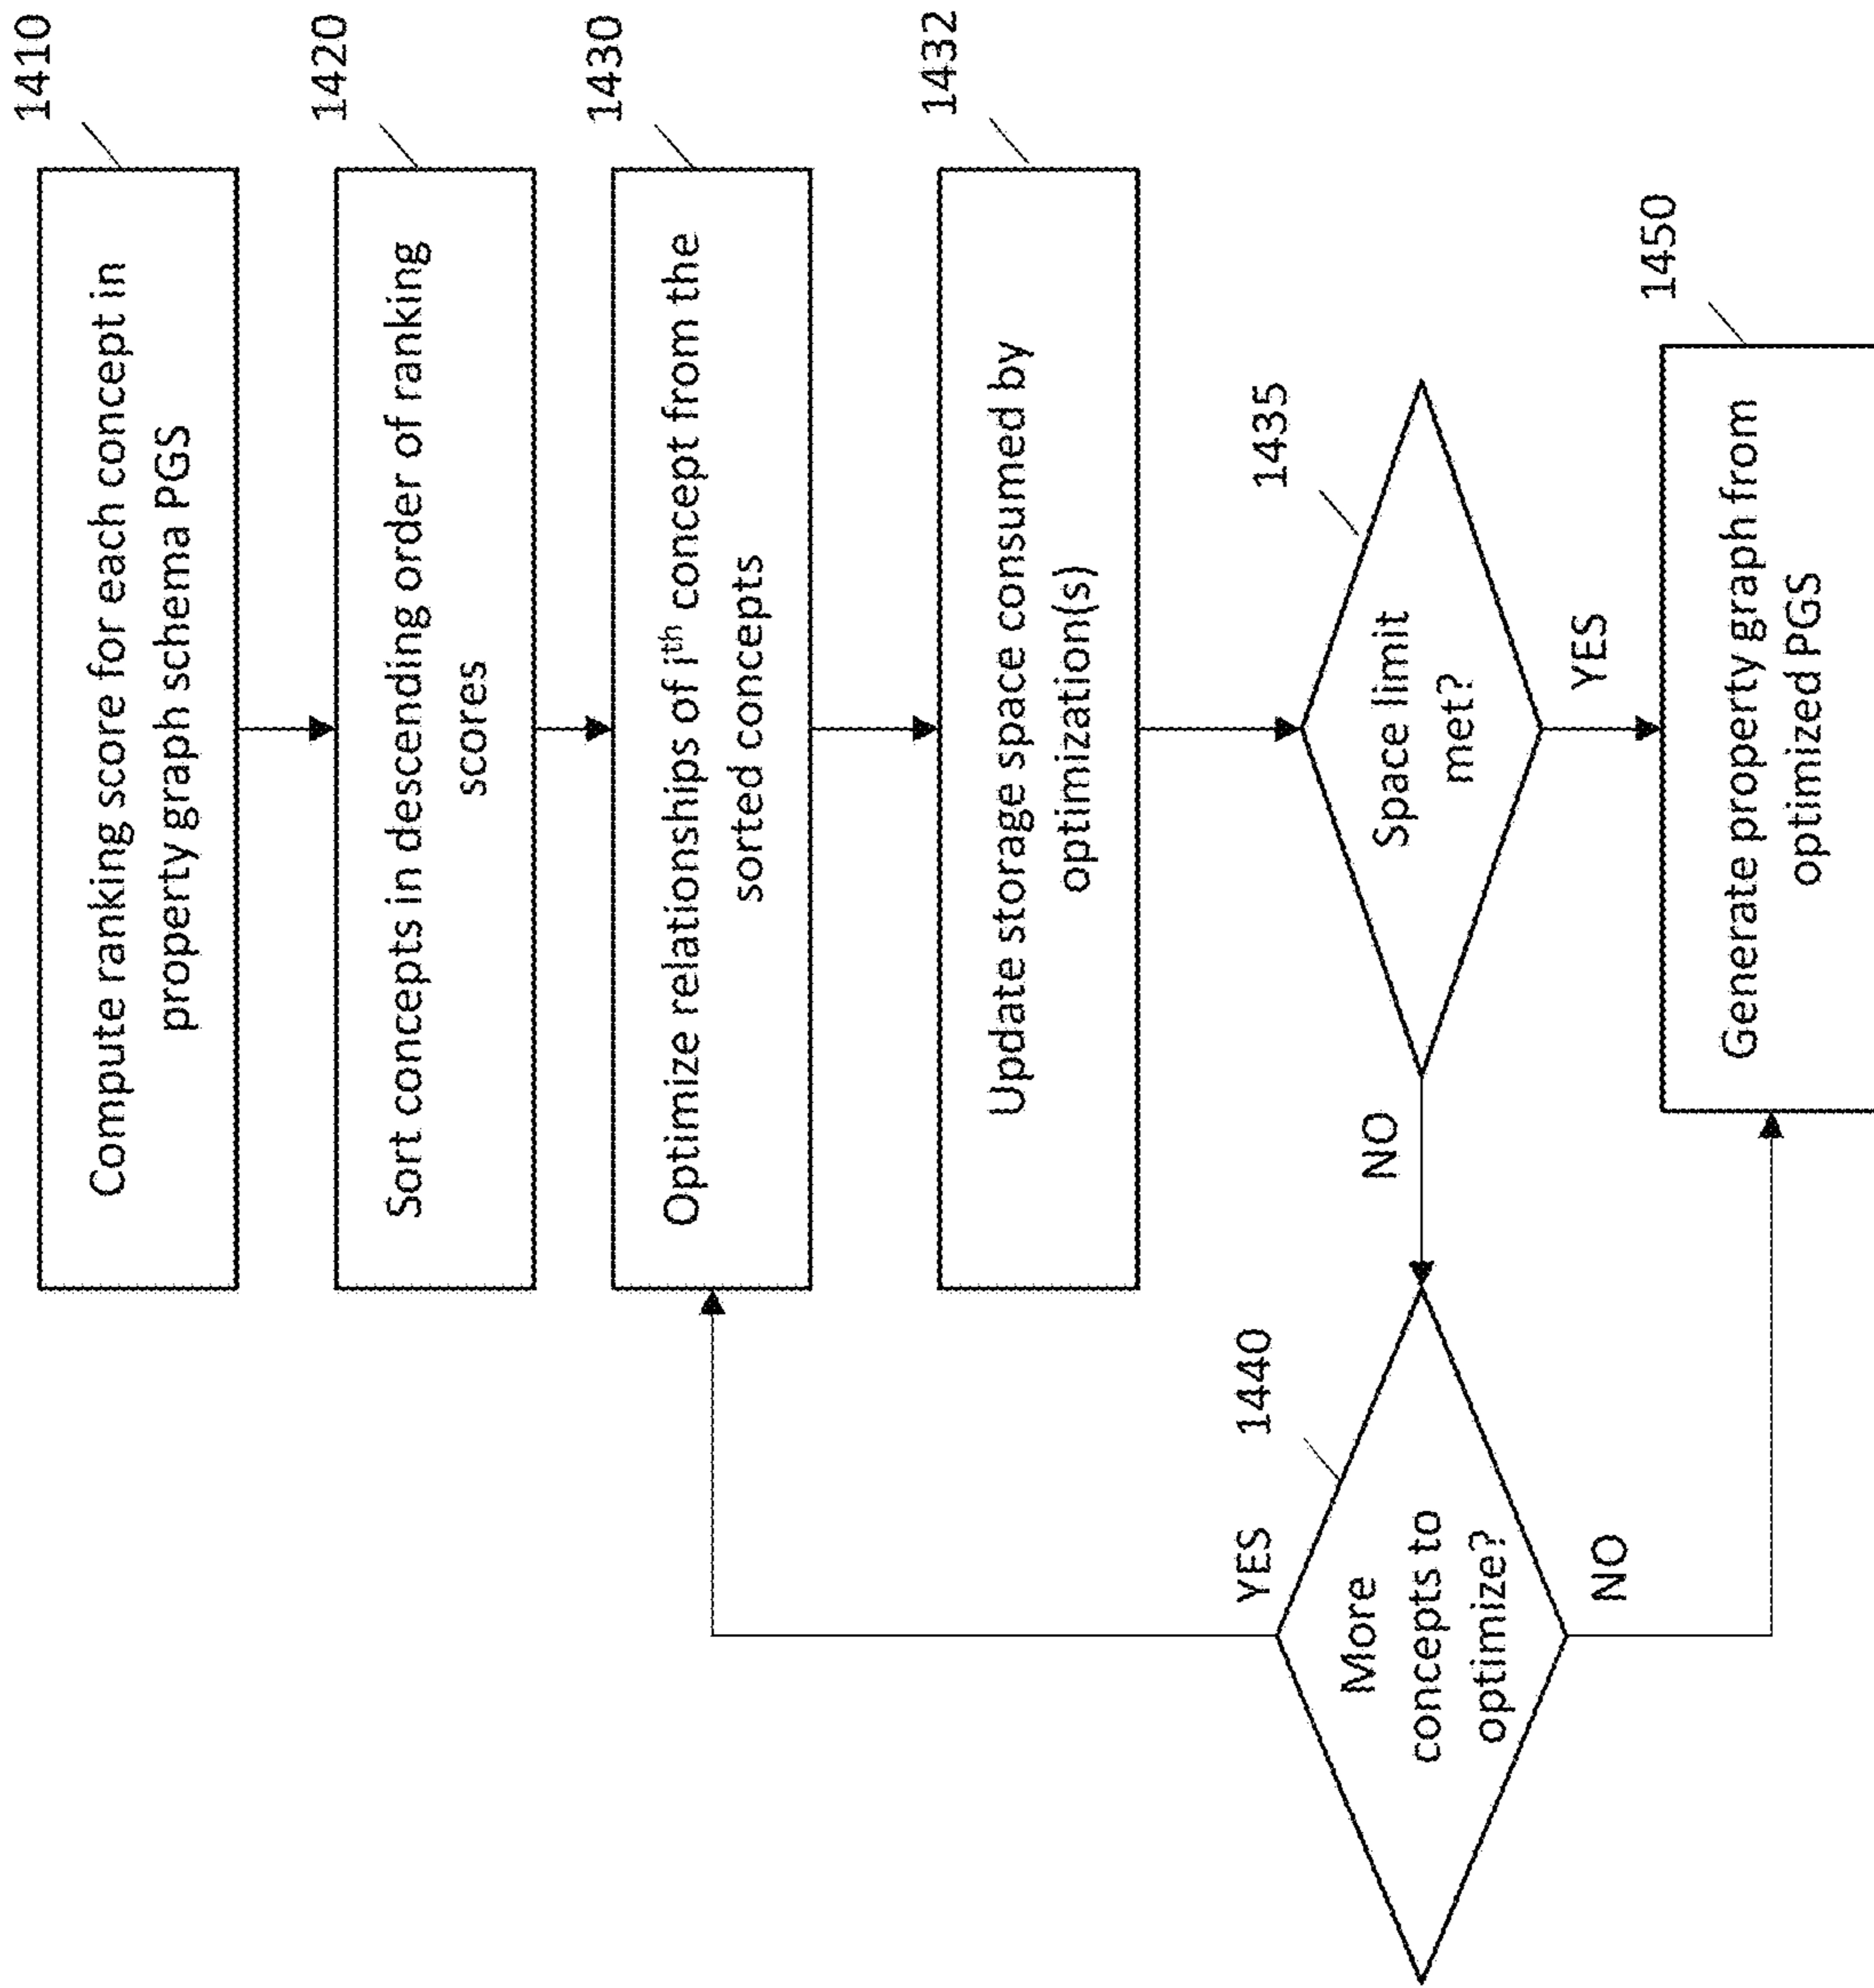 1410
Compute ranking score for each concept in
property graph schema PGS
1420
Sort concepts in descending order of ranking
scores
1430
Optimize relationships of ith concept from the
sorted concepts
1432
Update storage space consumed by
optimization(s)
1435
Space limit
met?
NO
YES
1440
More
concepts to
optimize?
YES
NO
1450
Generate property graph from
optimized PGS